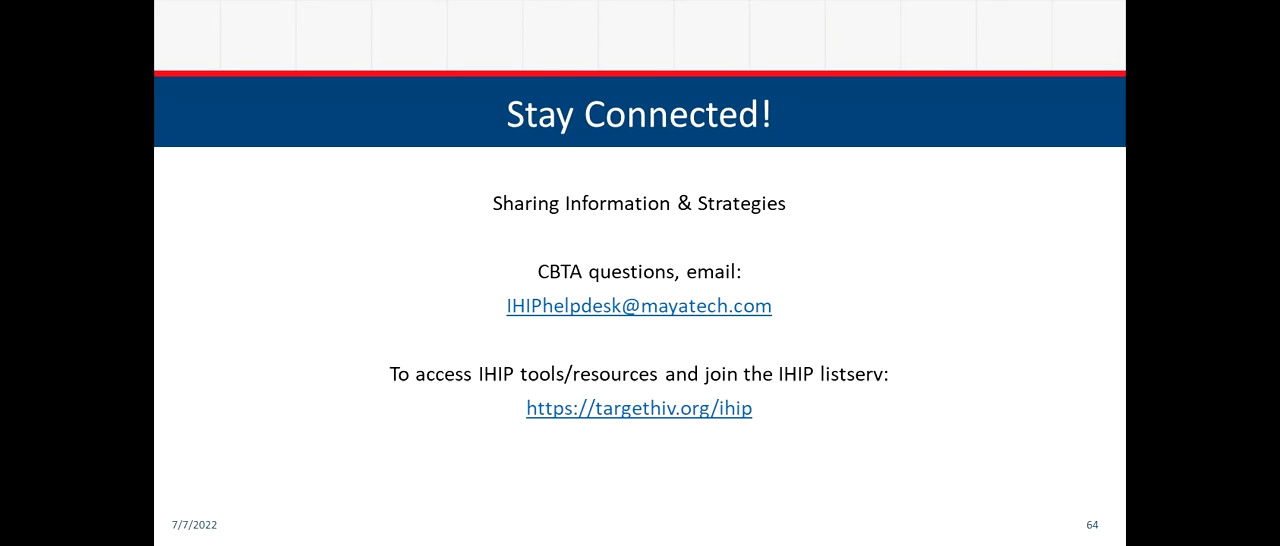 Stay Connected!
Sharing Information & Strategies
CBTA questions, email:
IHIPhelpdesk@mayatech.com
To access IHIP tools/resources and join the IHIP listserv:
https://targethiv.org/ihip
7/7/2022
64